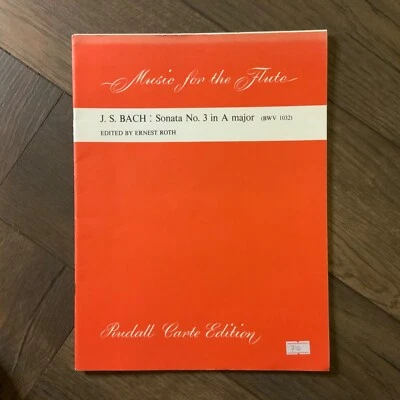 Music for the Flute
J. S. BACH : Sonata No. 3 in A major (BWV 1032)
EDITED BY ERNEST ROTH
Rudall Carte Edition